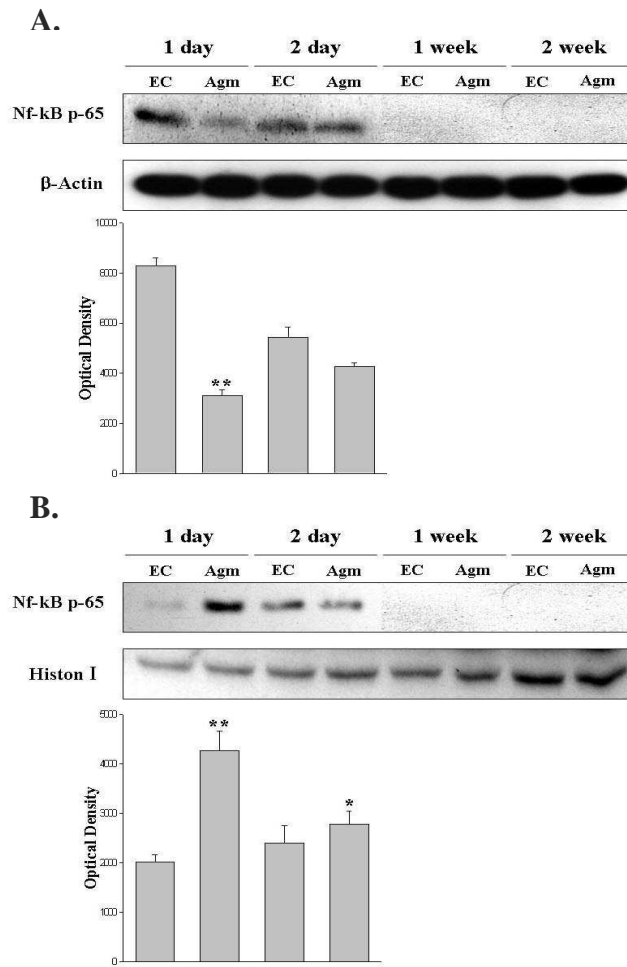 A.
1 day 2 day 1 week 2 week
EC Agm EC Agm EC Agm EC Agm
Nf-kB p-65
β-Actin
10000
8000
6000
4000
2000
0
Optical Density
**
B.
1 day 2 day 1 week 2 week
EC Agm EC Agm EC Agm EC Agm
Nf-kB p-65
Histon I
5000
4000
3000
2000
1000
0
Optical Density
**
*